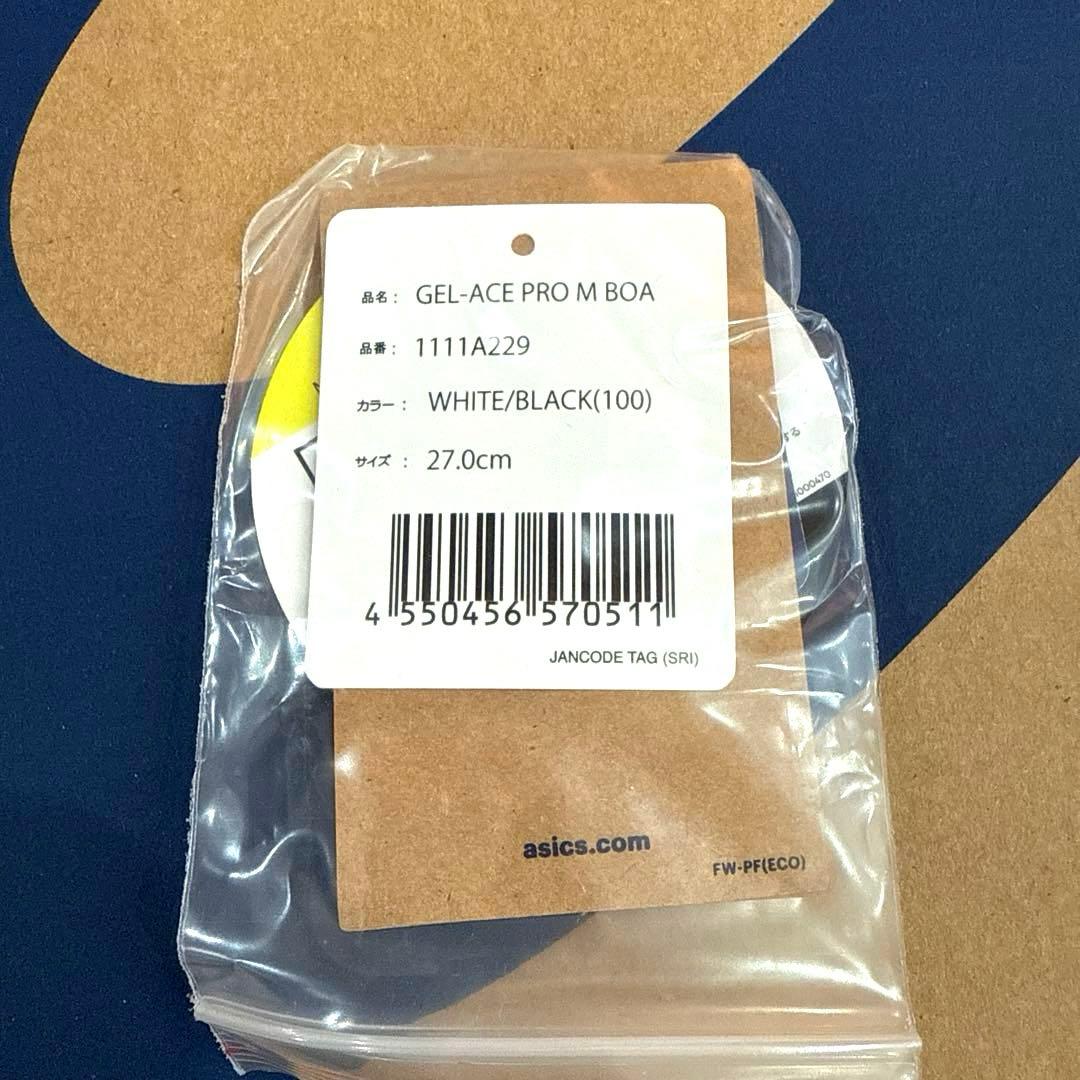 品名： GEL-ACE PRO M BOA
品番： 1111A229
カラー： WHITE/BLACK(100)
サイズ ： 27.0cm
4 550456 570511
JANCODE TAG (SRI)
asics.com
FW-PF(ECO)